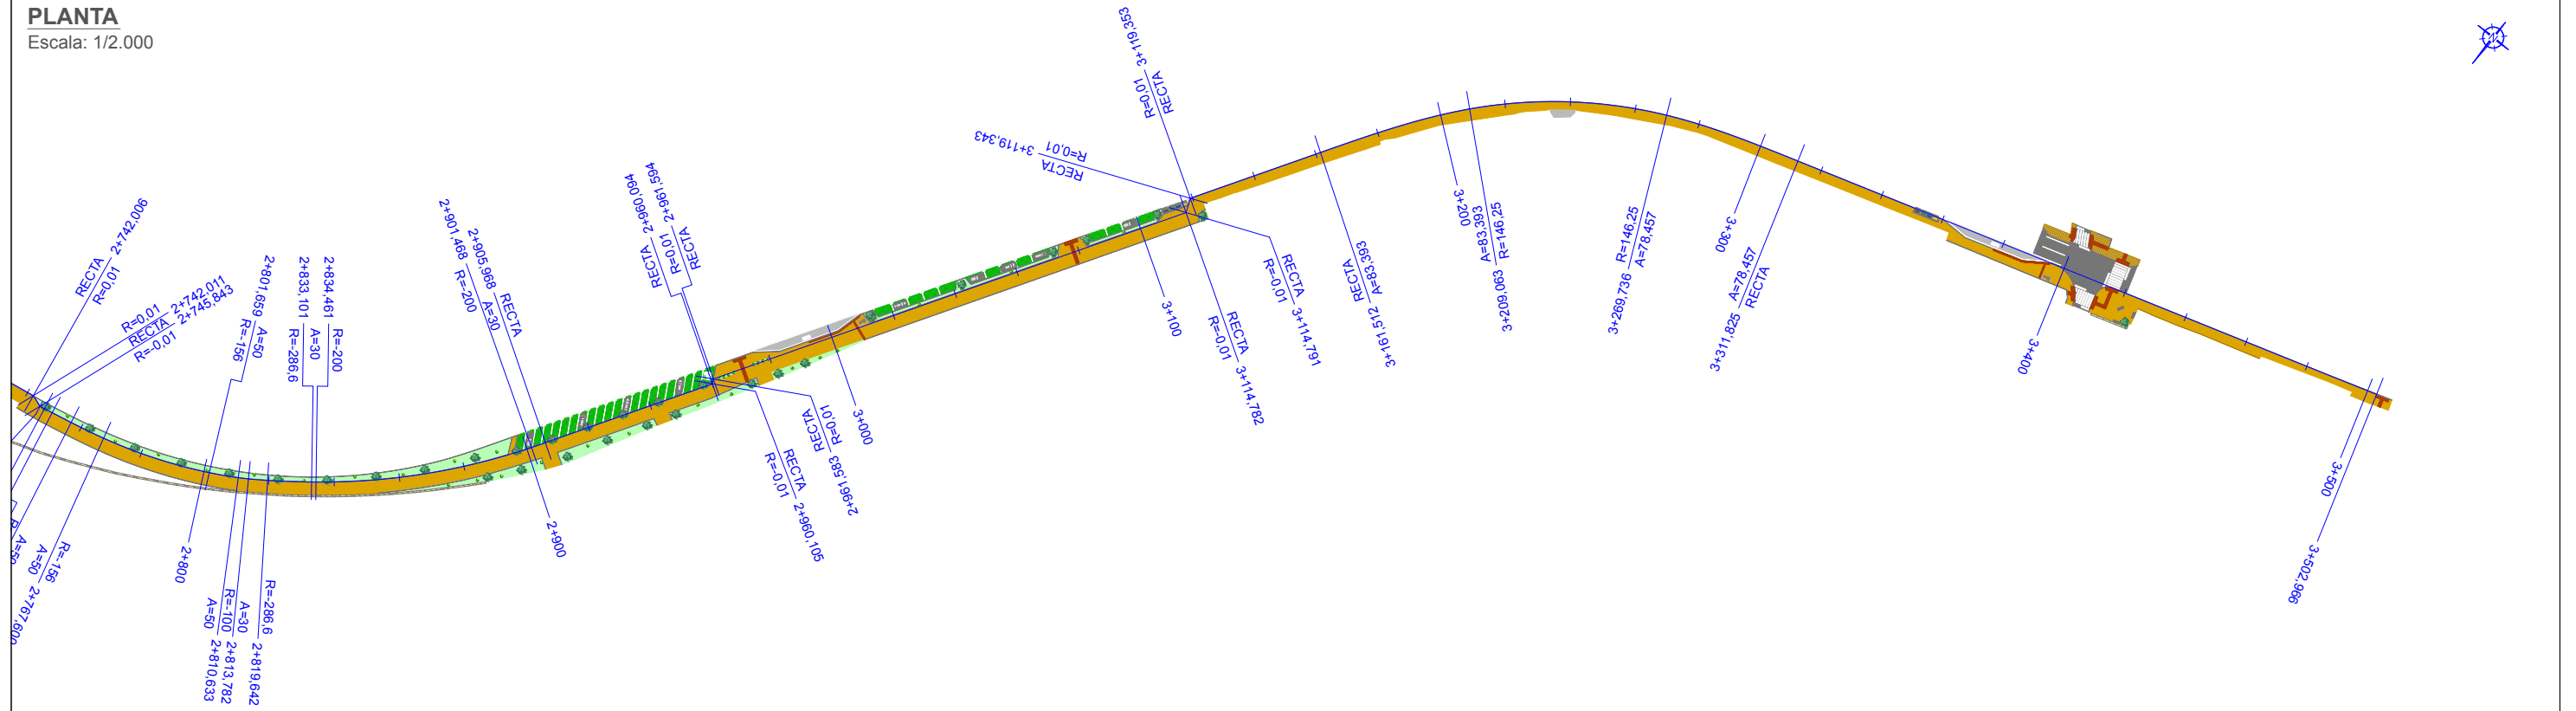 PLANTA
Escala: 1/2.000
N
RECTA
R=0,01
2+742,006
R=0,01
RECTA
R=-0,01
2+742,011
2+745,843
A=50
A=50
R=-156
2+767,600
2+800
2+801,659
R=-156
A=50
A=50
R=-100
2+810,633
R=-100
A=30
2+813,782
A=30
R=-286,6
2+819,642
2+833,101
R=-286,6
A=30
2+834,461
R=-200
2+900
2+901,468
R=-200
A=30
2+905,968
RECTA
RECTA
2+960,094
R=0,01
RECTA
2+961,594
RECTA
R=-0,01
2+960,105
RECTA
R=0,01
2+961,583
3+000
3+100
RECTA
R=-0,01
3+114,782
RECTA
R=-0,01
3+114,791
RECTA
R=0,01
3+119,343
R=0,01
RECTA
3+119,353
RECTA
A=83,393
3+161,512
3+200
A=83,393
R=146,25
3+209,063
3+269,736
R=146,25
A=78,457
3+300
3+311,825
A=78,457
RECTA
3+400
3+500
3+502,966